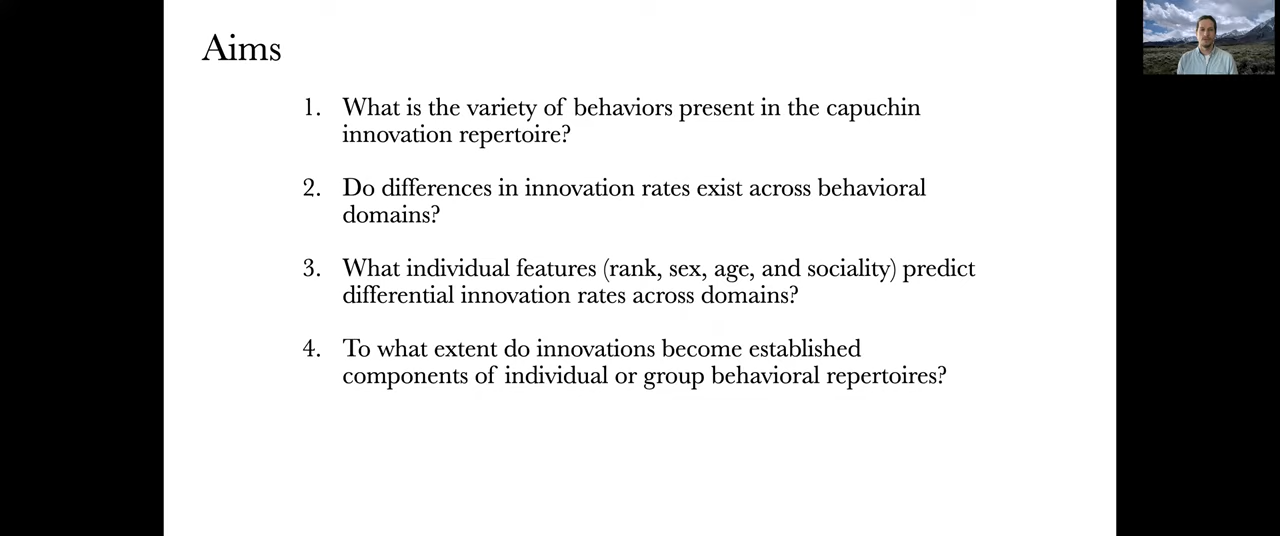 Aims
1. What is the variety of behaviors present in the capuchin
innovation repertoire?
2. Do differences in innovation rates exist across behavioral
domains?
3. What individual features (rank, sex, age, and sociality) predict
differential innovation rates across domains?
4. To what extent do innovations become established
components of individual or group behavioral repertoires?